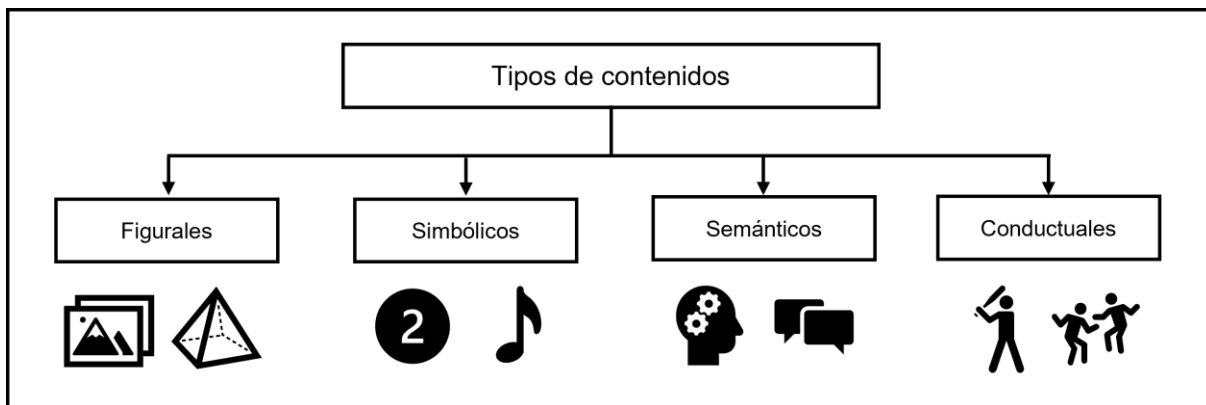 Tipos de contenidos
Figurales
Simbólicos
Semánticos
Conductuales
2